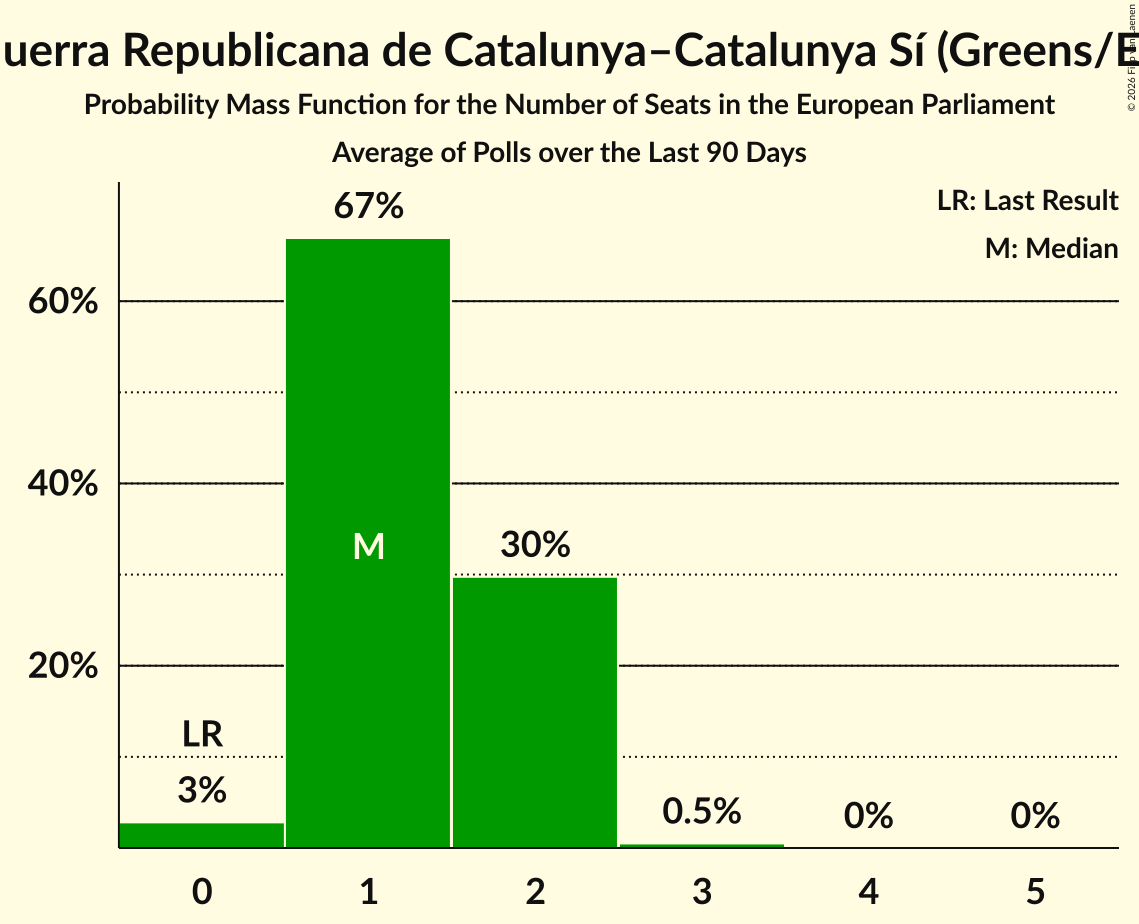 uerra Republicana de Catalunya–Catalunya Sí (Greens/E
Probability Mass Function for the Number of Seats in the European Parliament
Average of Polls over the Last 90 Days
© 2026 Filip van Laenen
LR: Last Result
M: Median
67%
60%
40%
M
30%
20%
LR
3%
0.5%
0%
0%
0 1 2 3 4 5